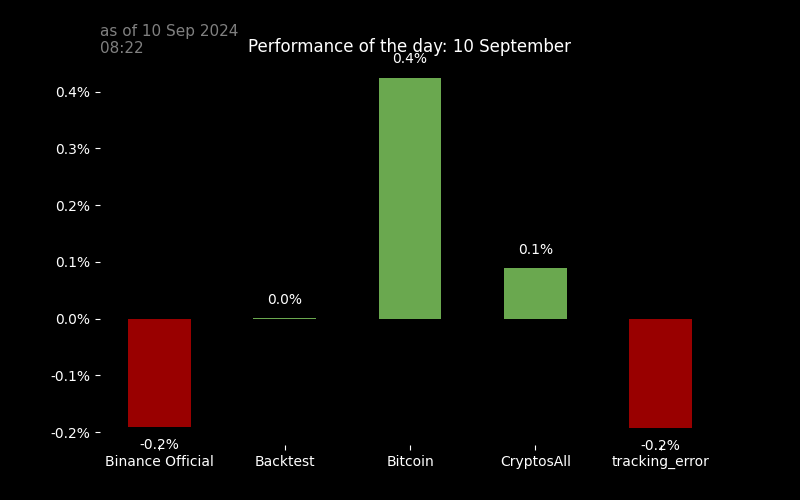 as of 10 Sep 2024
08:22
Performance of the day: 10 September
0.4%
0.4%
0.3%
0.2%
0.1%
0.1%
0.0%
0.0%
-0.1%
-0.2%
-0.2%
-0.2%
Binance Official
Backtest
Bitcoin
CryptosAll
tracking_error